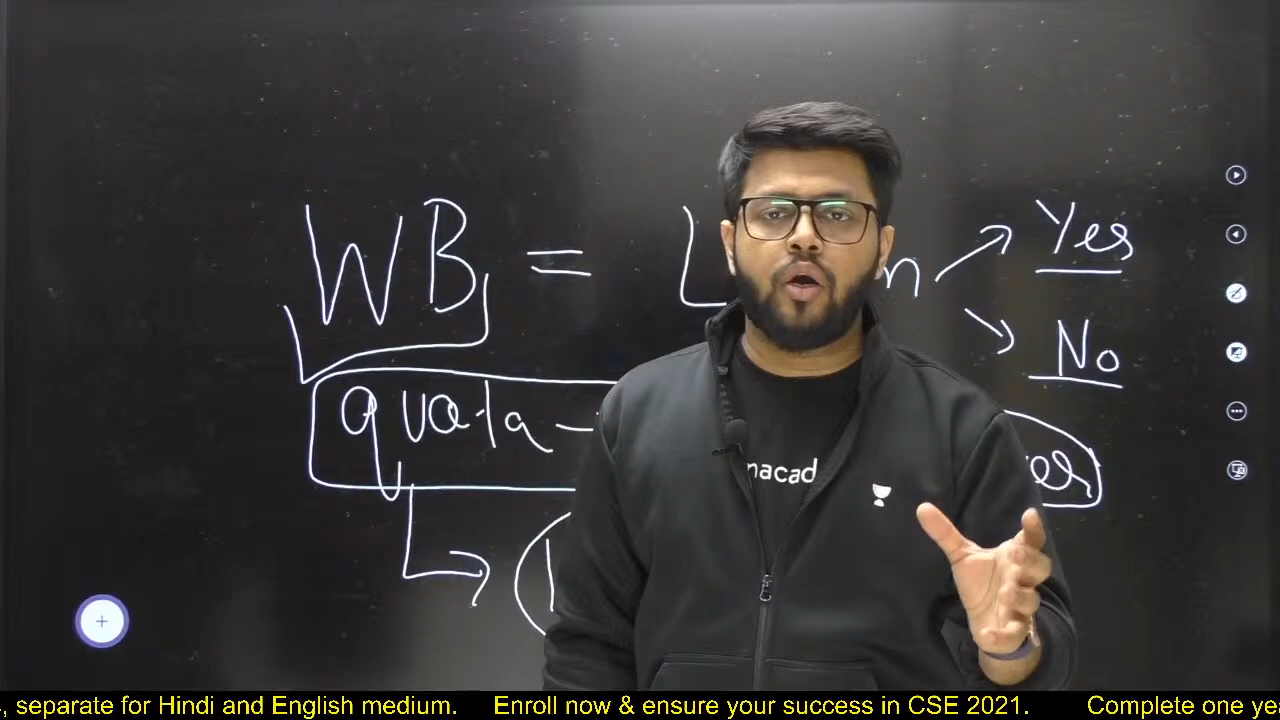 WB =
Yes
No
quota -
nacad
, separate for Hindi and English medium. Enroll now & ensure your success in CSE 2021. Complete one ye